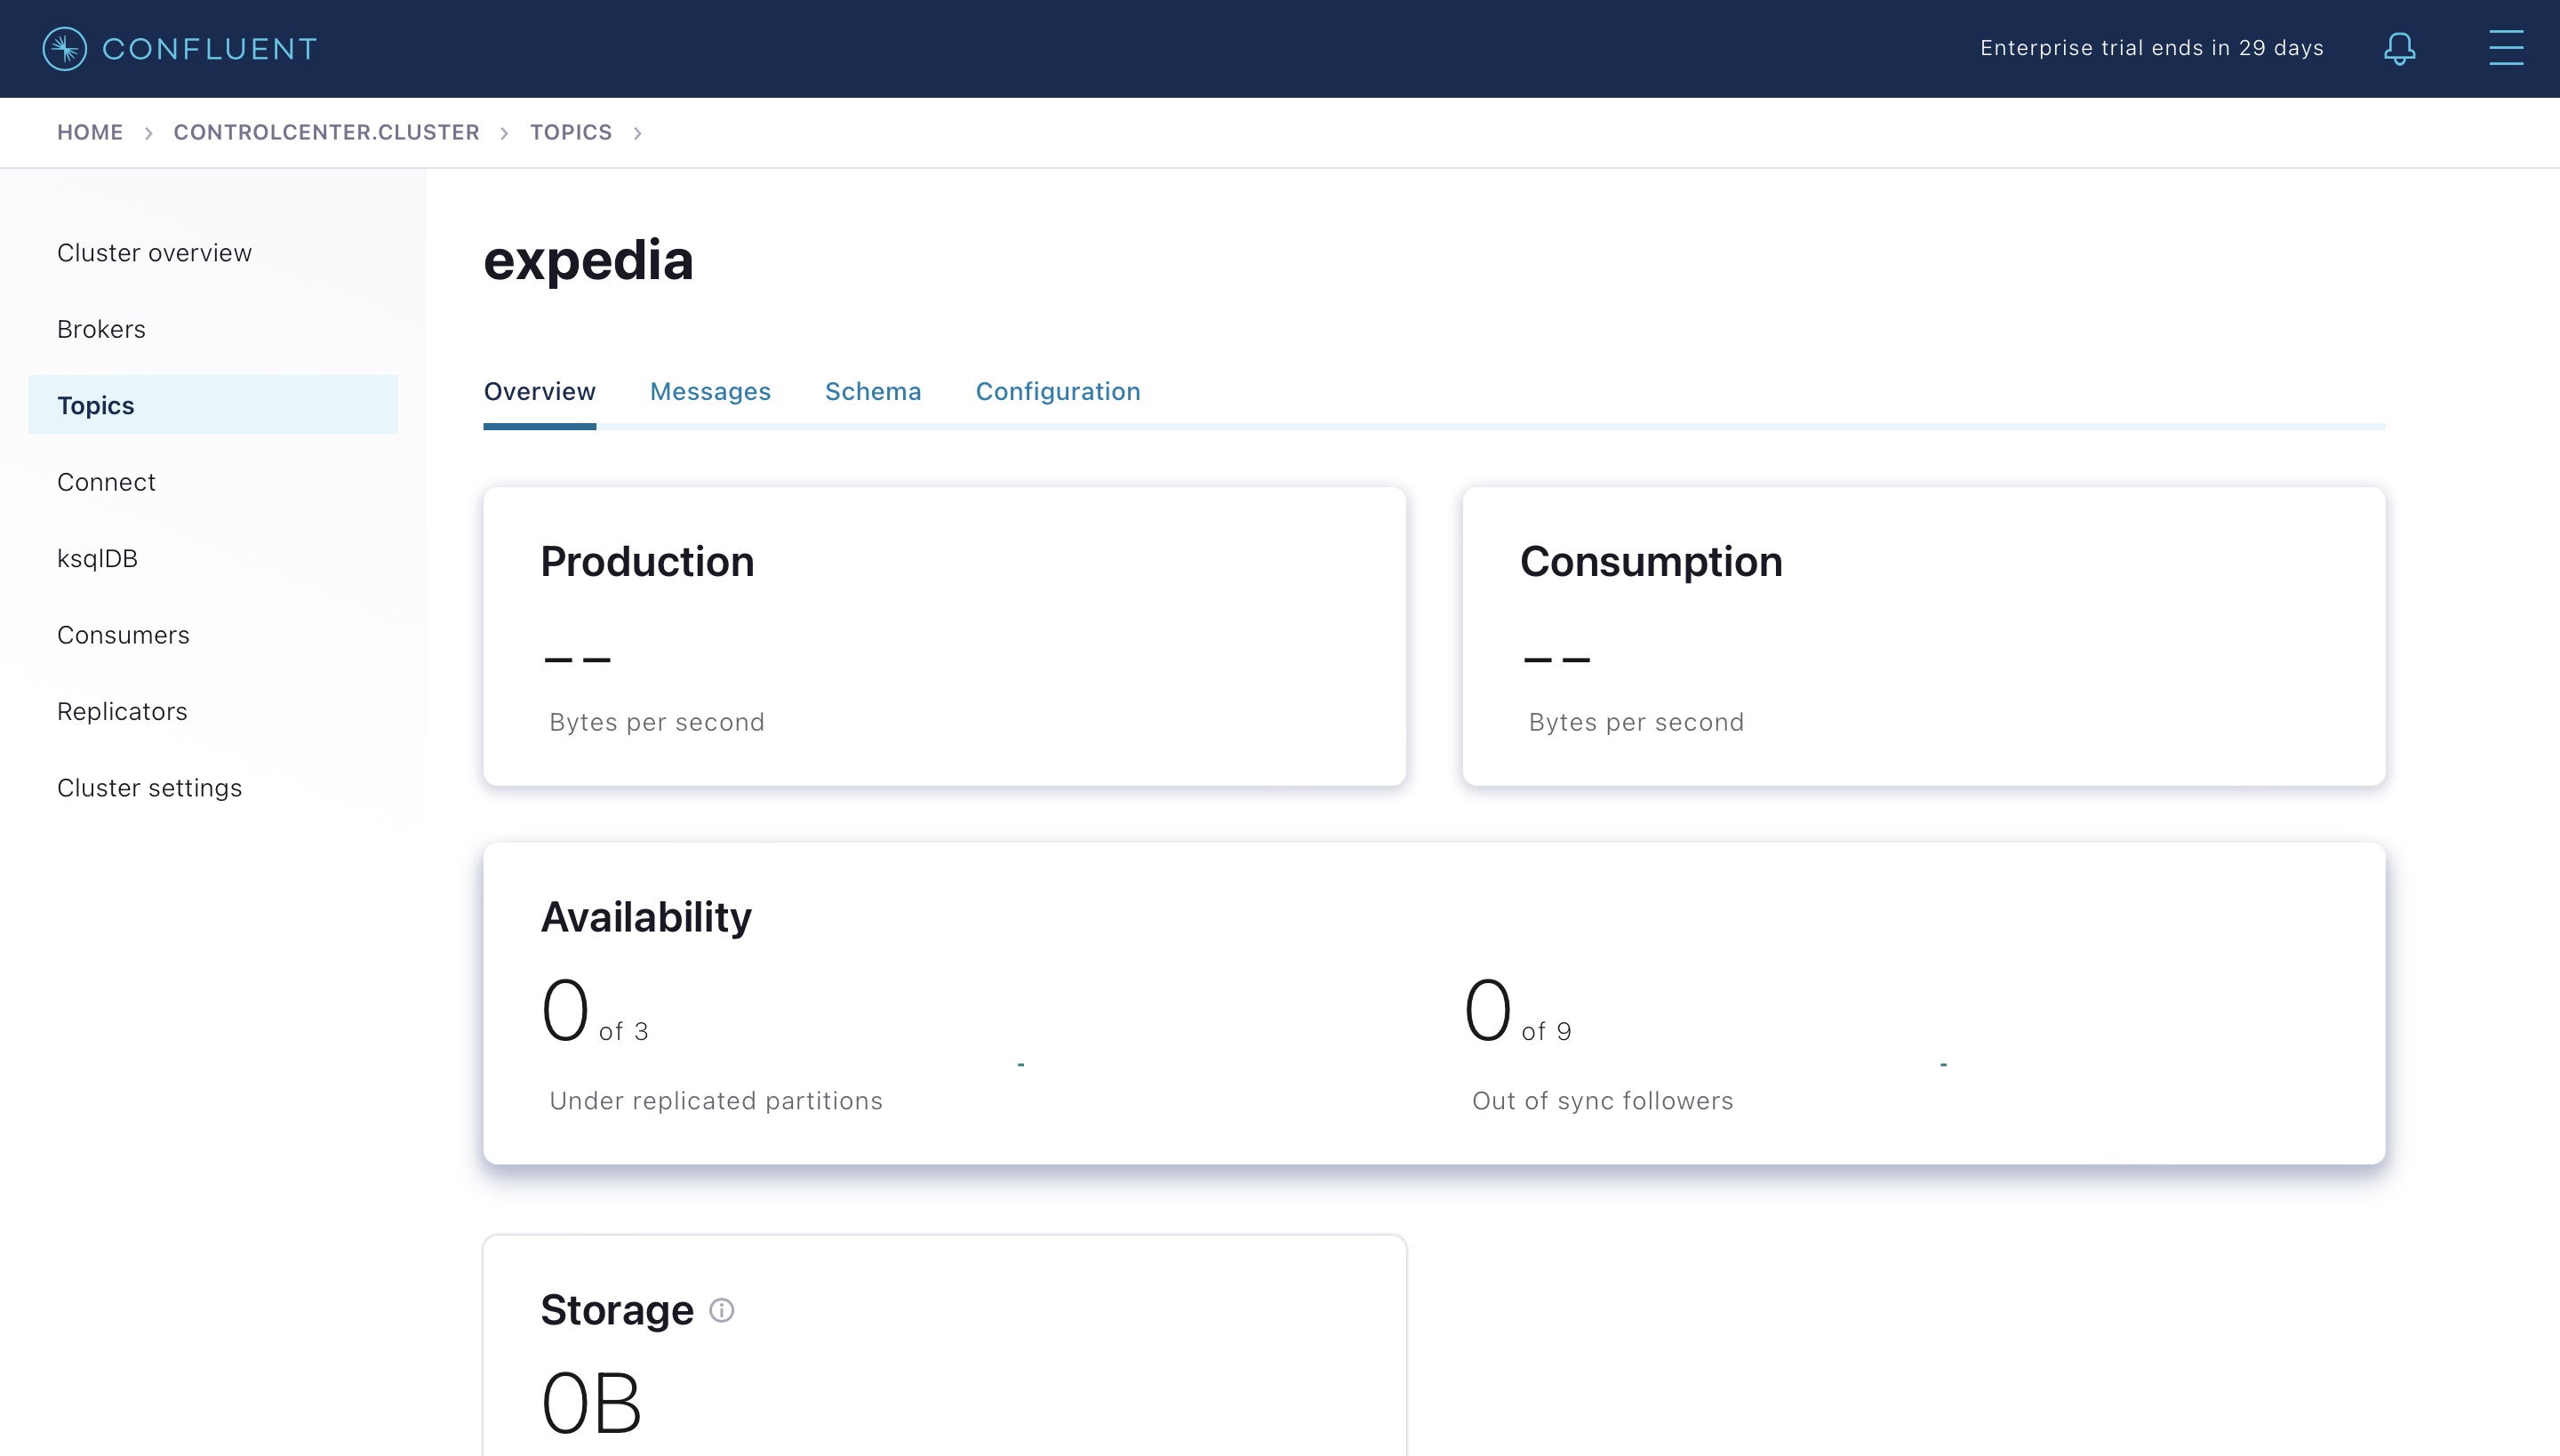 CONFLUENT
Enterprise trial ends in 29 days
HOME > CONTROLCENTER.CLUSTER > TOPICS >
Cluster overview
Brokers
Topics
Connect
ksqlDB
Consumers
Replicators
Cluster settings
expedia
Overview Messages Schema Configuration
Production
--
Bytes per second
Consumption
--
Bytes per second
Availability
0 of 3
-
Under replicated partitions
0 of 9
-
Out of sync followers
Storage
0B